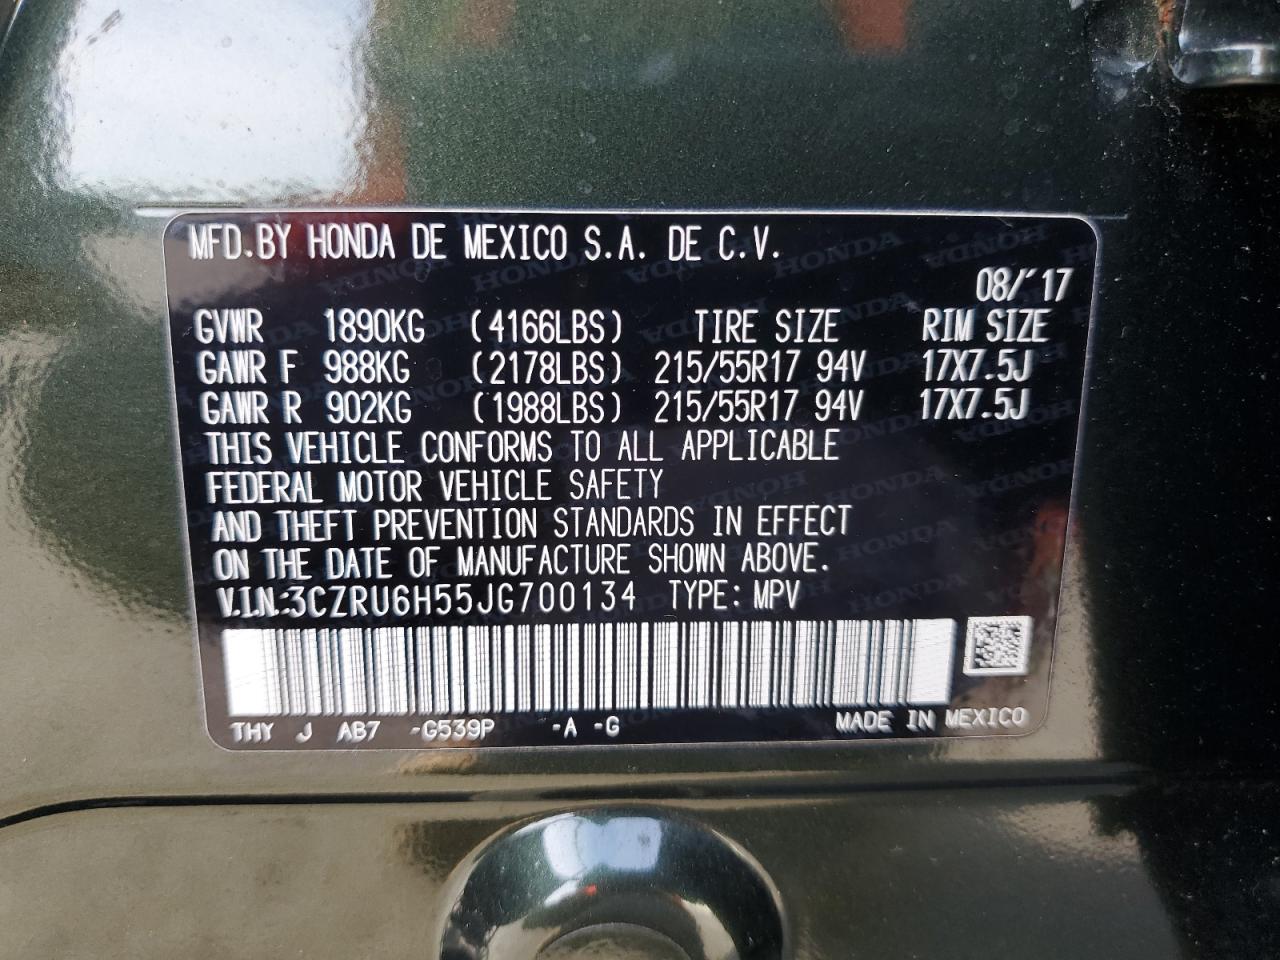 MFD.BY HONDA DE MEXICO S.A. DE C.V.
08/'17
GVWR 1890KG (4166LBS) TIRE SIZE RIM SIZE
GAWR F 988KG (2178LBS) 215/55R17 94V 17X7.5J
GAWR R 902KG (1988LBS) 215/55R17 94V 17X7.5J
THIS VEHICLE CONFORMS TO ALL APPLICABLE
FEDERAL MOTOR VEHICLE SAFETY
AND THEFT PREVENTION STANDARDS IN EFFECT
ON THE DATE OF MANUFACTURE SHOWN ABOVE.
V.I.N.:3CZRU6H55JG700134 TYPE: MPV
THY J AB7 -G539P -A -G MADE IN MEXICO